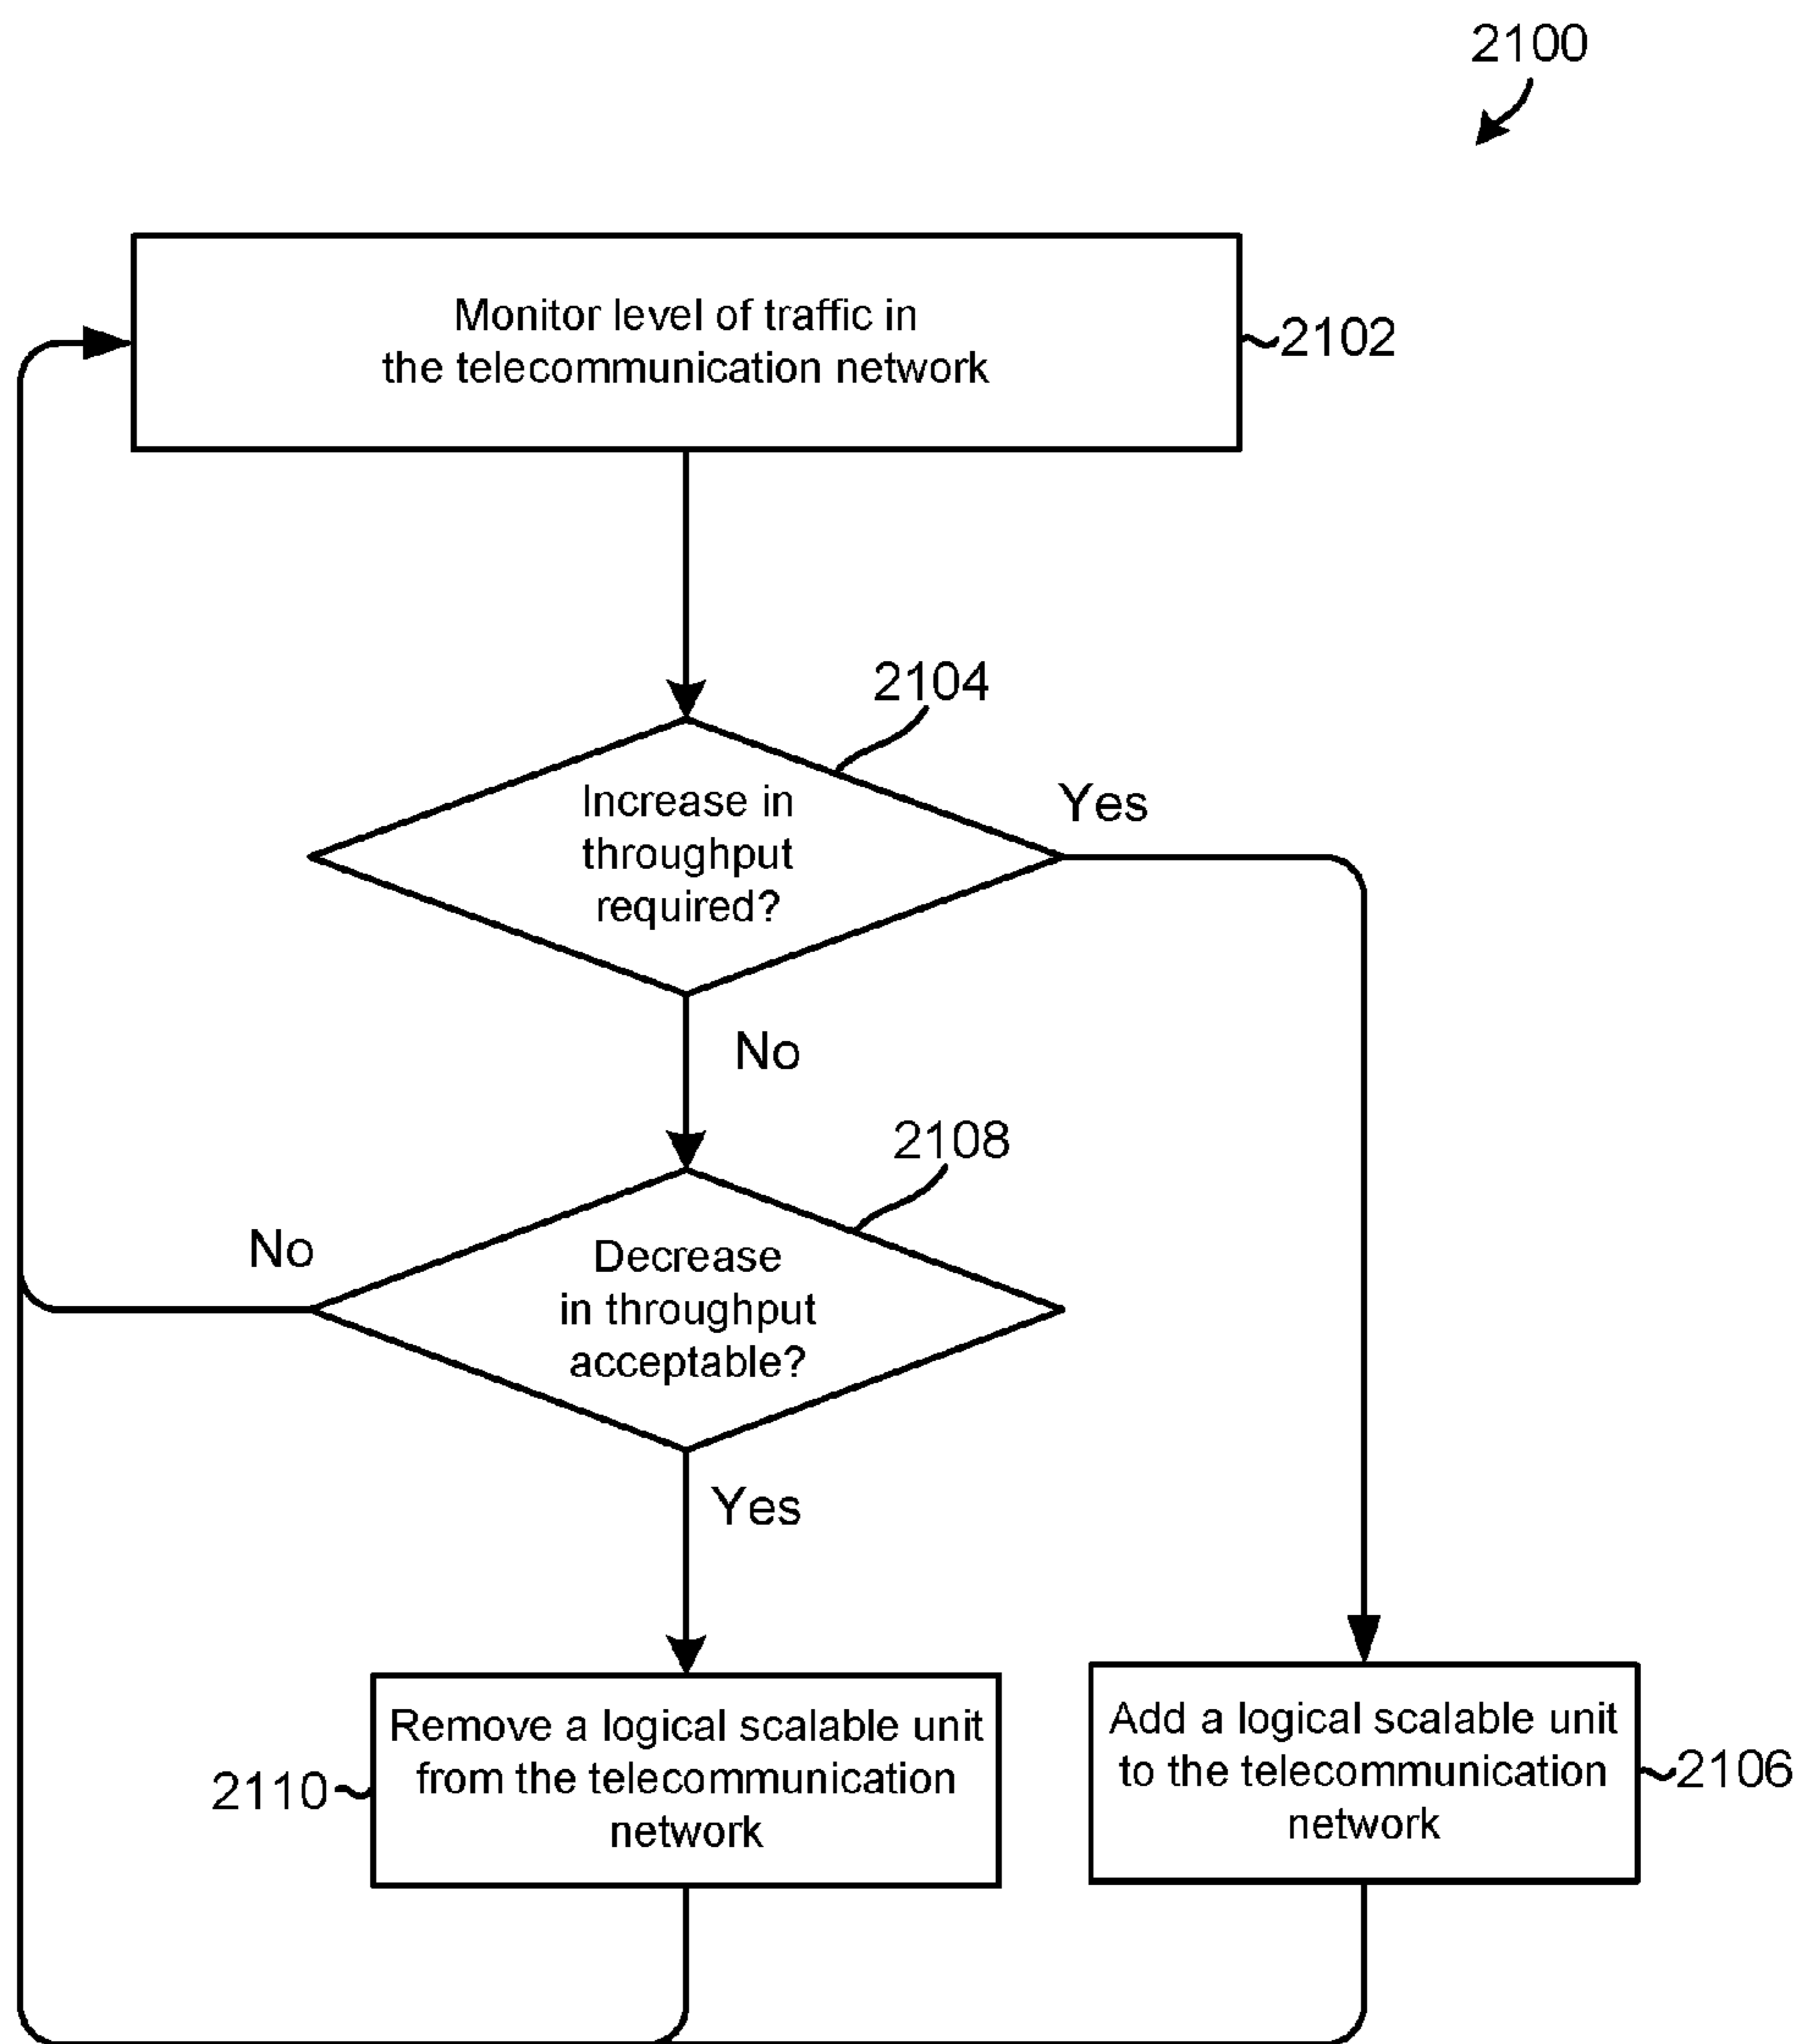 2100
Monitor level of traffic in
the telecommunication network
2102
2104
Increase in
throughput
required?
Yes
No
2108
No
Decrease
in throughput
acceptable?
Yes
Remove a logical scalable unit
from the telecommunication
network
2110
Add a logical scalable unit
to the telecommunication
network
2106